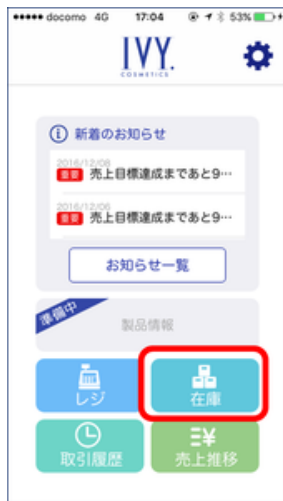 docomo 4G 17:04 53%
IVY.
COSMETICS
新着のお知らせ
2016/12/08
重要 売上目標達成まであと9…
2016/12/08
重要 売上目標達成まであと9…
お知らせ一覧
準備中
製品情報
レジ
在庫
取引履歴
売上推移